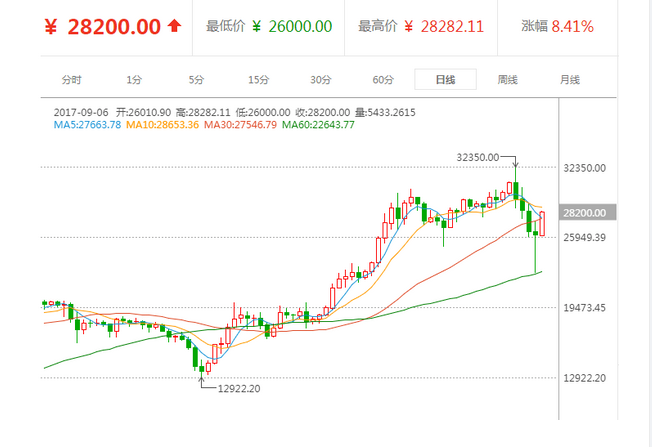 ¥ 28200.00 最低价 ¥ 26000.00 最高价 ¥ 28282.11 涨幅 8.41%
分时 1分 5分 15分 30分 60分 日线 周线 月线
2017-09-06 开:26010.90 高:28282.11 低:26000.00 收:28200.00 量:5433.2615
MA5:27663.78 MA10:28653.36 MA30:27546.79 MA60:22643.77
32350.00
32350.00
28200.00
25949.39
19473.45
12922.20
12922.20